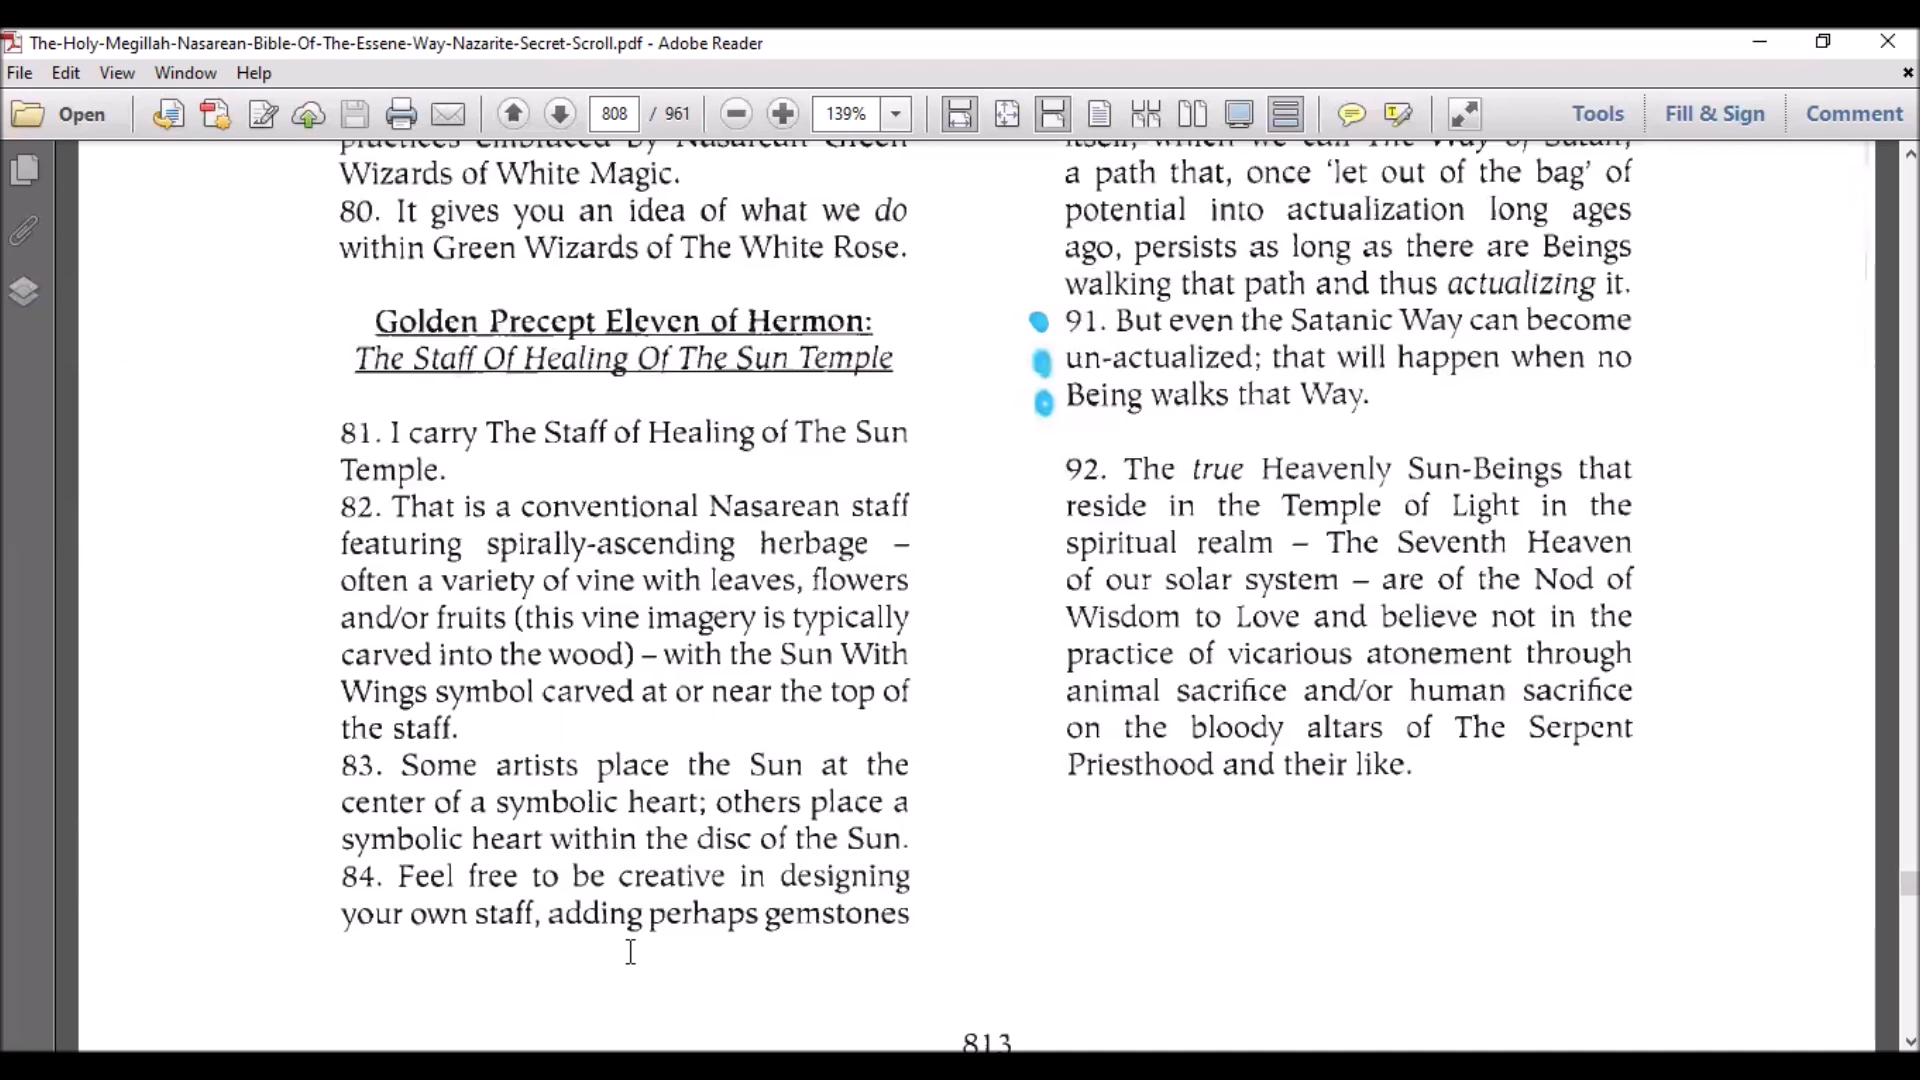 The-Holy-Megillah-Nasarean-Bible-Of-The-Essene-Way-Nazarite-Secret-Scroll.pdf - Adobe Reader
File Edit View Window Help
Open 808 / 961 139% Tools Fill & Sign Comment
practices embraced by Nasarean Green
Wizards of White Magic.
80. It gives you an idea of what we do
within Green Wizards of The White Rose.
Golden Precept Eleven of Hermon:
The Staff Of Healing Of The Sun Temple
81. I carry The Staff of Healing of The Sun
Temple.
82. That is a conventional Nasarean staff
featuring spirally-ascending herbage –
often a variety of vine with leaves, flowers
and/or fruits (this vine imagery is typically
carved into the wood) – with the Sun With
Wings symbol carved at or near the top of
the staff.
83. Some artists place the Sun at the
center of a symbolic heart; others place a
symbolic heart within the disc of the Sun.
84. Feel free to be creative in designing
your own staff, adding perhaps gemstones
itself, which we call The Way of Satan,
a path that, once ‘let out of the bag’ of
potential into actualization long ages
ago, persists as long as there are Beings
walking that path and thus actualizing it.
91. But even the Satanic Way can become
un-actualized; that will happen when no
Being walks that Way.
92. The true Heavenly Sun-Beings that
reside in the Temple of Light in the
spiritual realm – The Seventh Heaven
of our solar system – are of the Nod of
Wisdom to Love and believe not in the
practice of vicarious atonement through
animal sacrifice and/or human sacrifice
on the bloody altars of The Serpent
Priesthood and their like.
813